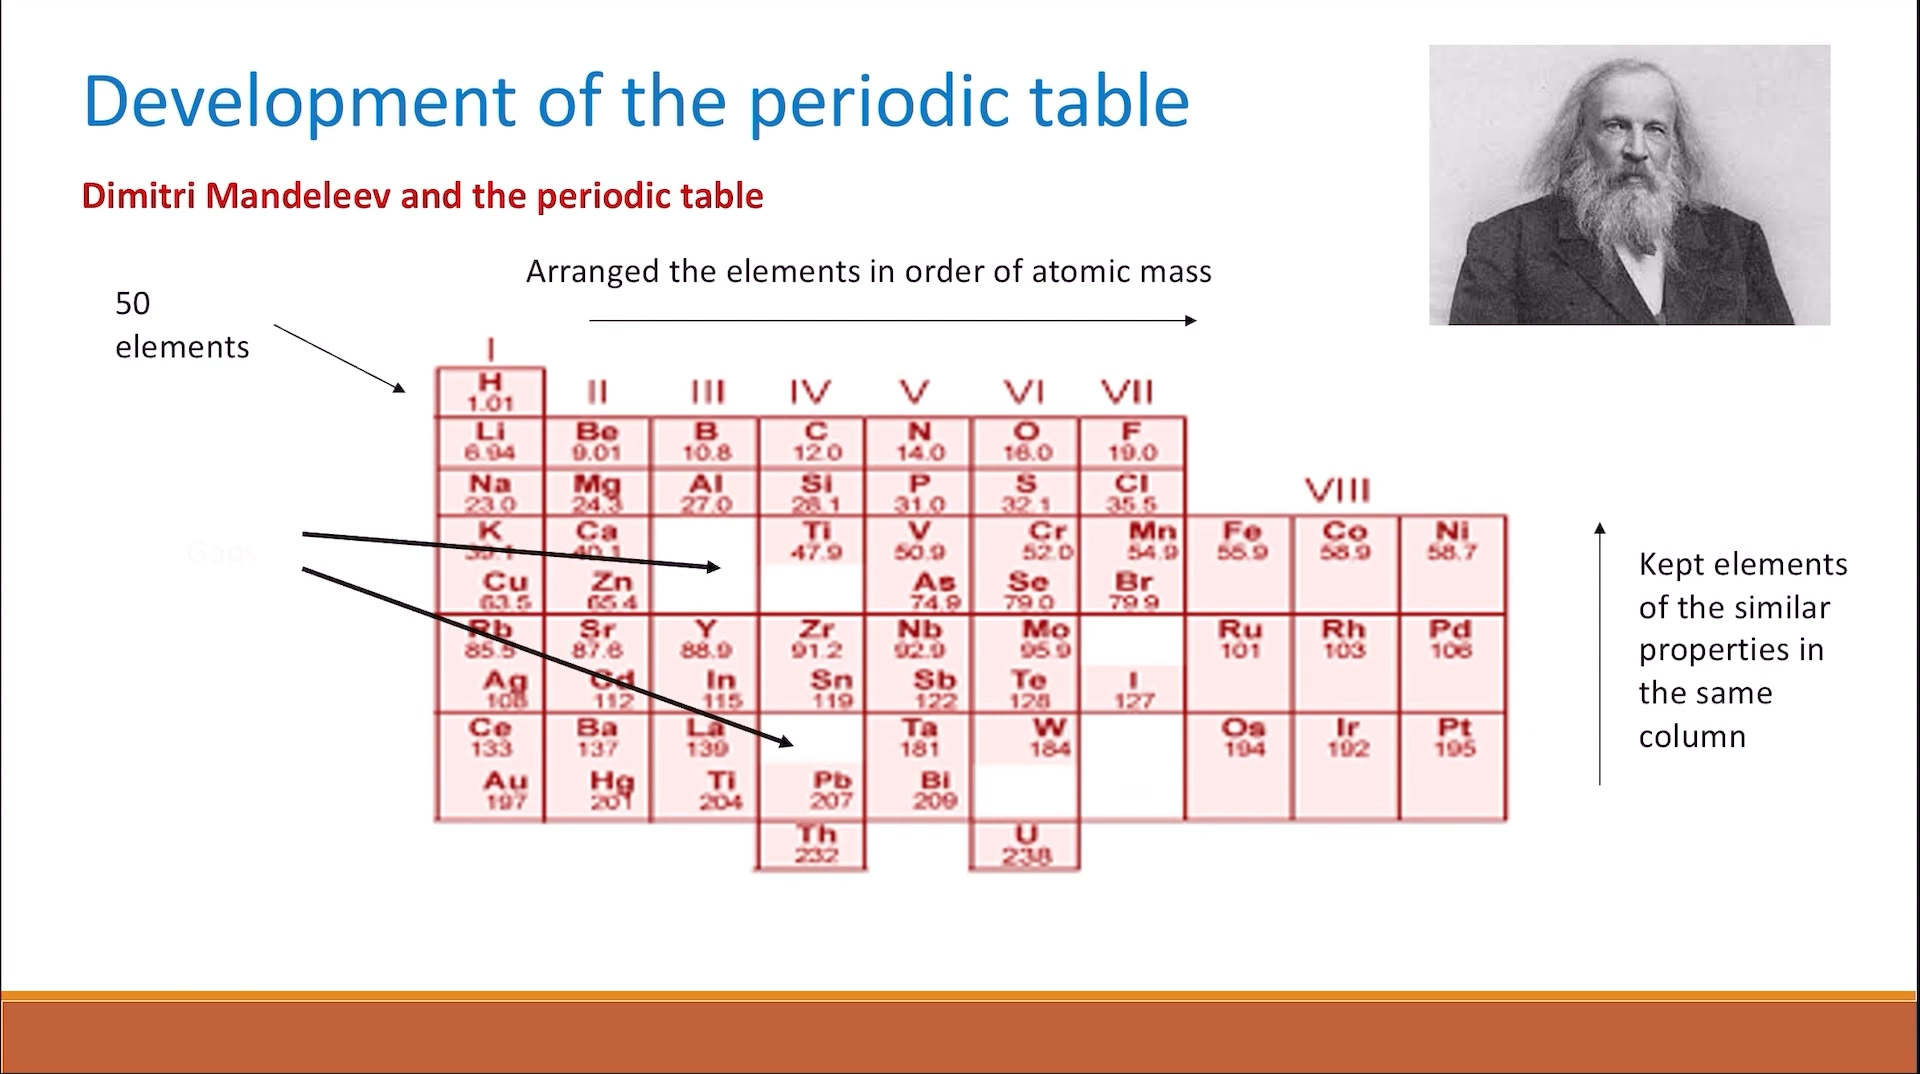 Development of the periodic table
Dimitri Mandeleev and the periodic table
Arranged the elements in order of atomic mass
50
elements
I
II III IV V VI VII
VIII
H
1.01
Li Be B C N O F
6.94 9.01 10.8 12.0 14.0 16.0 19.0
Na Mg Al Si P S Cl
23.0 24.3 27.0 28.1 31.0 32.1 35.5
K Ca Ti V Cr Mn Fe Co Ni
39.1 40.1 47.9 50.9 52.0 54.9 55.9 58.9 58.7
Cu Zn As Se Br
63.5 65.4 74.9 79.0 79.9
Rb Sr Y Zr Nb Mo Ru Rh Pd
85.5 87.6 88.9 91.2 92.9 95.9 101 103 106
Ag Cd In Sn Sb Te I
108 112 115 119 122 128 127
Ce Ba La Ta W Os Ir Pt
133 137 139 181 184 194 192 195
Au Hg Ti Pb Bi
197 201 204 207 209
Th U
232 238
Gaps
Kept elements
of the similar
properties in
the same
column